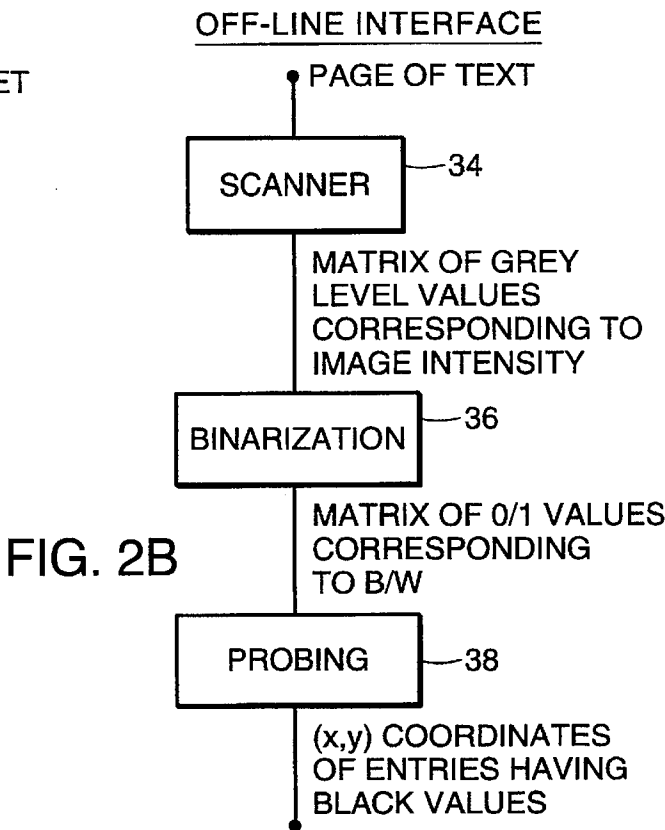 OFF-LINE INTERFACE
ET
PAGE OF TEXT
SCANNER
34
MATRIX OF GREY
LEVEL VALUES
CORRESPONDING TO
IMAGE INTENSITY
BINARIZATION
36
MATRIX OF 0/1 VALUES
CORRESPONDING
TO B/W
FIG. 2B
PROBING
38
(x,y) COORDINATES
OF ENTRIES HAVING
BLACK VALUES